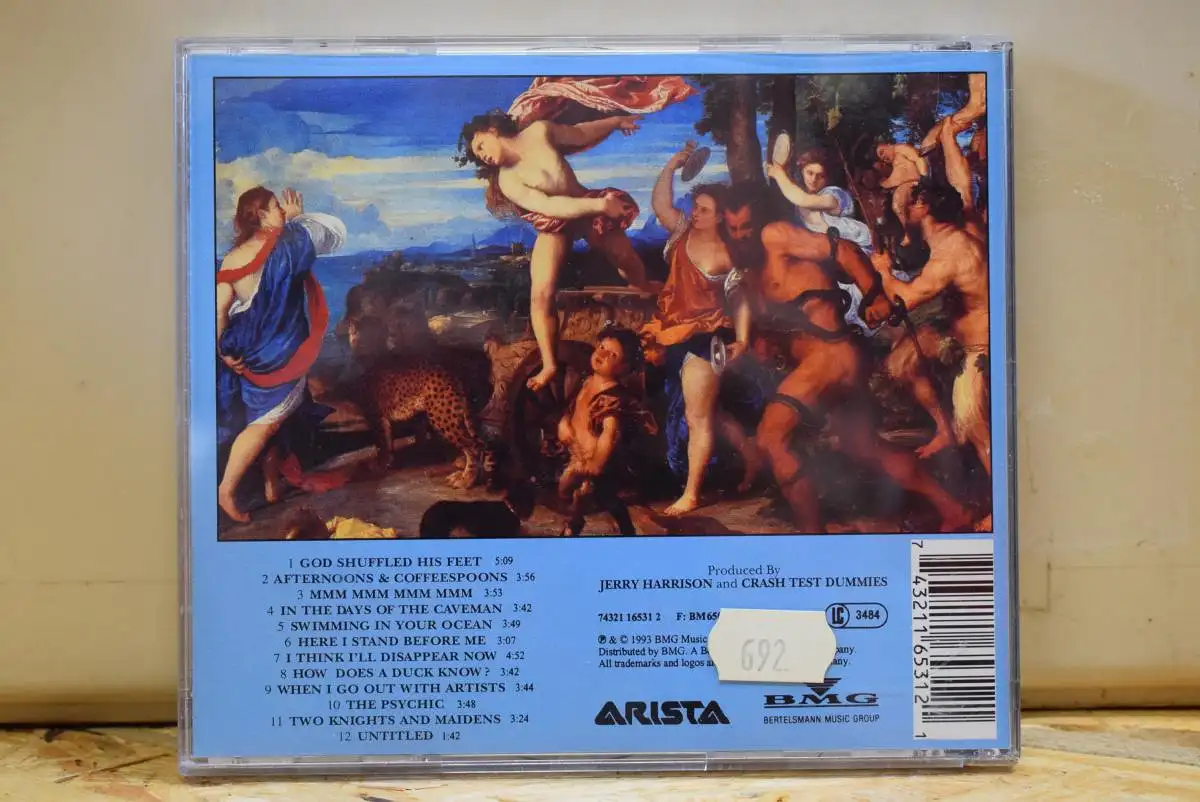 1 GOD SHUFFLED HIS FEET 5:09
2 AFTERNOONS & COFFEESPOONS 3:56
3 MMM MMM MMM MMM 3:53
4 IN THE DAYS OF THE CAVEMAN 3:42
5 SWIMMING IN YOUR OCEAN 3:49
6 HERE I STAND BEFORE ME 3:07
7 I THINK I'LL DISAPPEAR NOW 4:52
8 HOW DOES A DUCK KNOW? 3:42
9 WHEN I GO OUT WITH ARTISTS 3:44
10 THE PSYCHIC 3:48
11 TWO KNIGHTS AND MAIDENS 3:24
12 UNTITLED 1:42
Produced By
JERRY HARRISON and CRASH TEST DUMMIES
74321 16531 2 F: BM65
LC 3484
℗ & © 1993 BMG Music
Distributed by BMG. A
All trademarks and logos
692
ARISTA
BMG
BERTELSMANN MUSIC GROUP
7 43211 65312 1